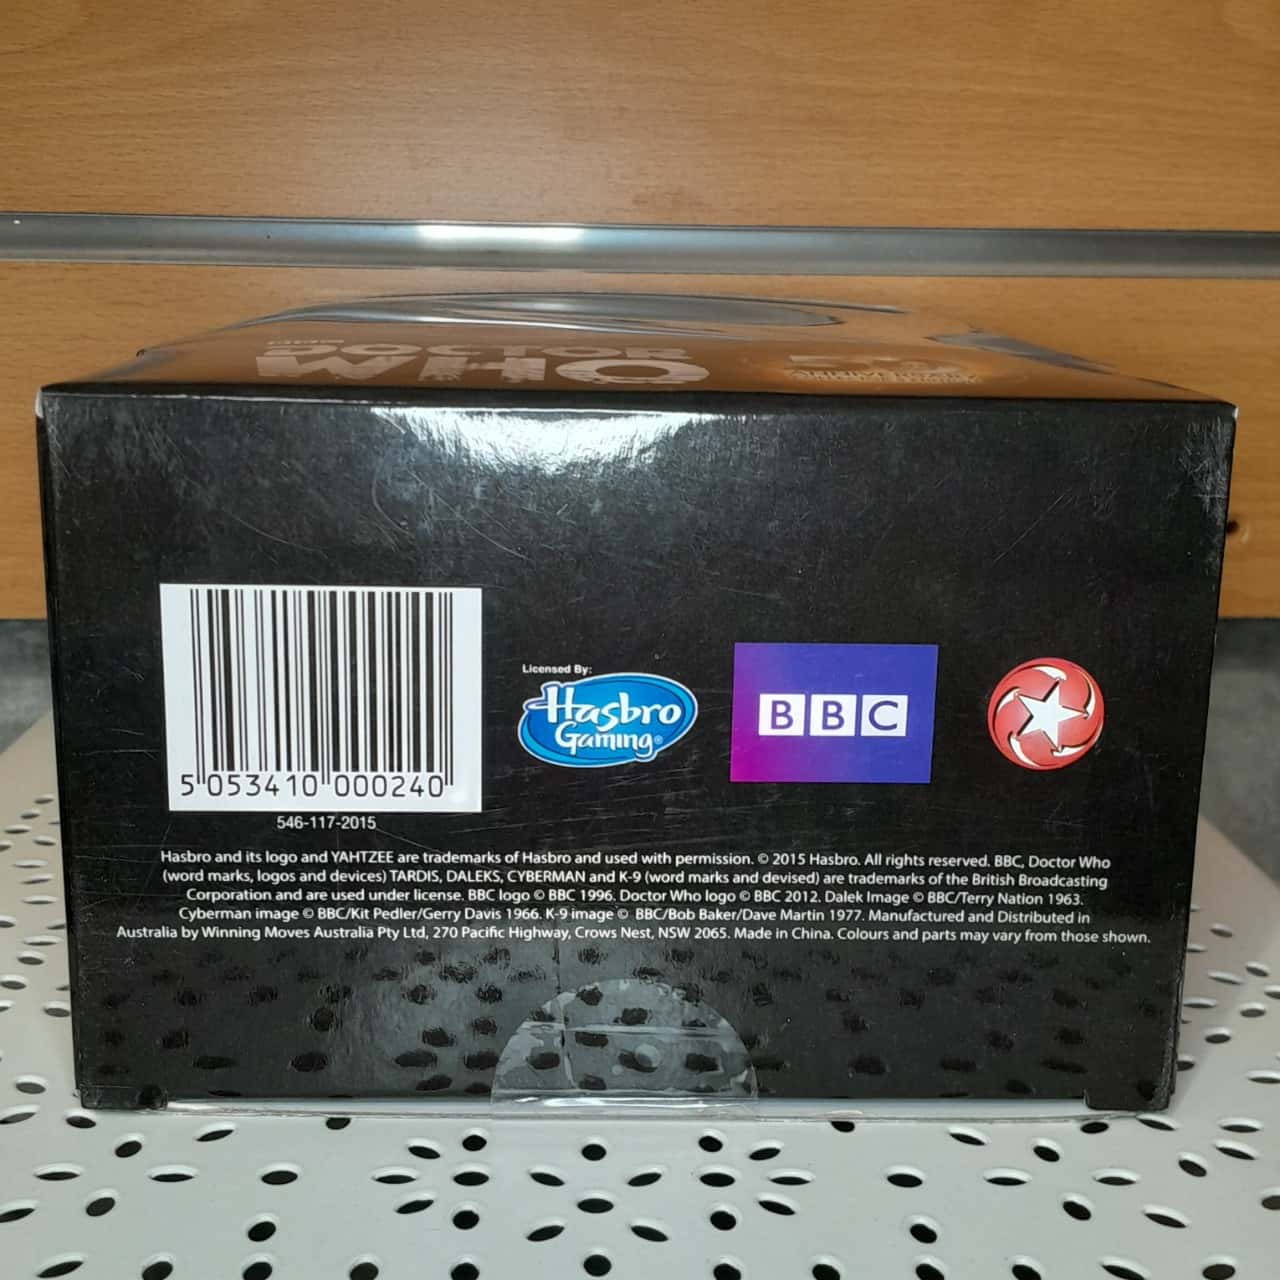 DOCTOR
WHO
Licensed By:
Hasbro
Gaming®
BBC
5 053410 000240
546-117-2015
Hasbro and its logo and YAHTZEE are trademarks of Hasbro and used with permission. © 2015 Hasbro. All rights reserved. BBC, Doctor Who
(word marks, logos and devices) TARDIS, DALEKS, CYBERMAN and K-9 (word marks and devised) are trademarks of the British Broadcasting
Corporation and are used under license. BBC logo © BBC 1996. Doctor Who logo © BBC 2012. Dalek Image © BBC/Terry Nation 1963.
Cyberman image © BBC/Kit Pedler/Gerry Davis 1966. K-9 image © BBC/Bob Baker/Dave Martin 1977. Manufactured and Distributed in
Australia by Winning Moves Australia Pty Ltd, 270 Pacific Highway, Crows Nest, NSW 2065. Made in China. Colours and parts may vary from those shown.